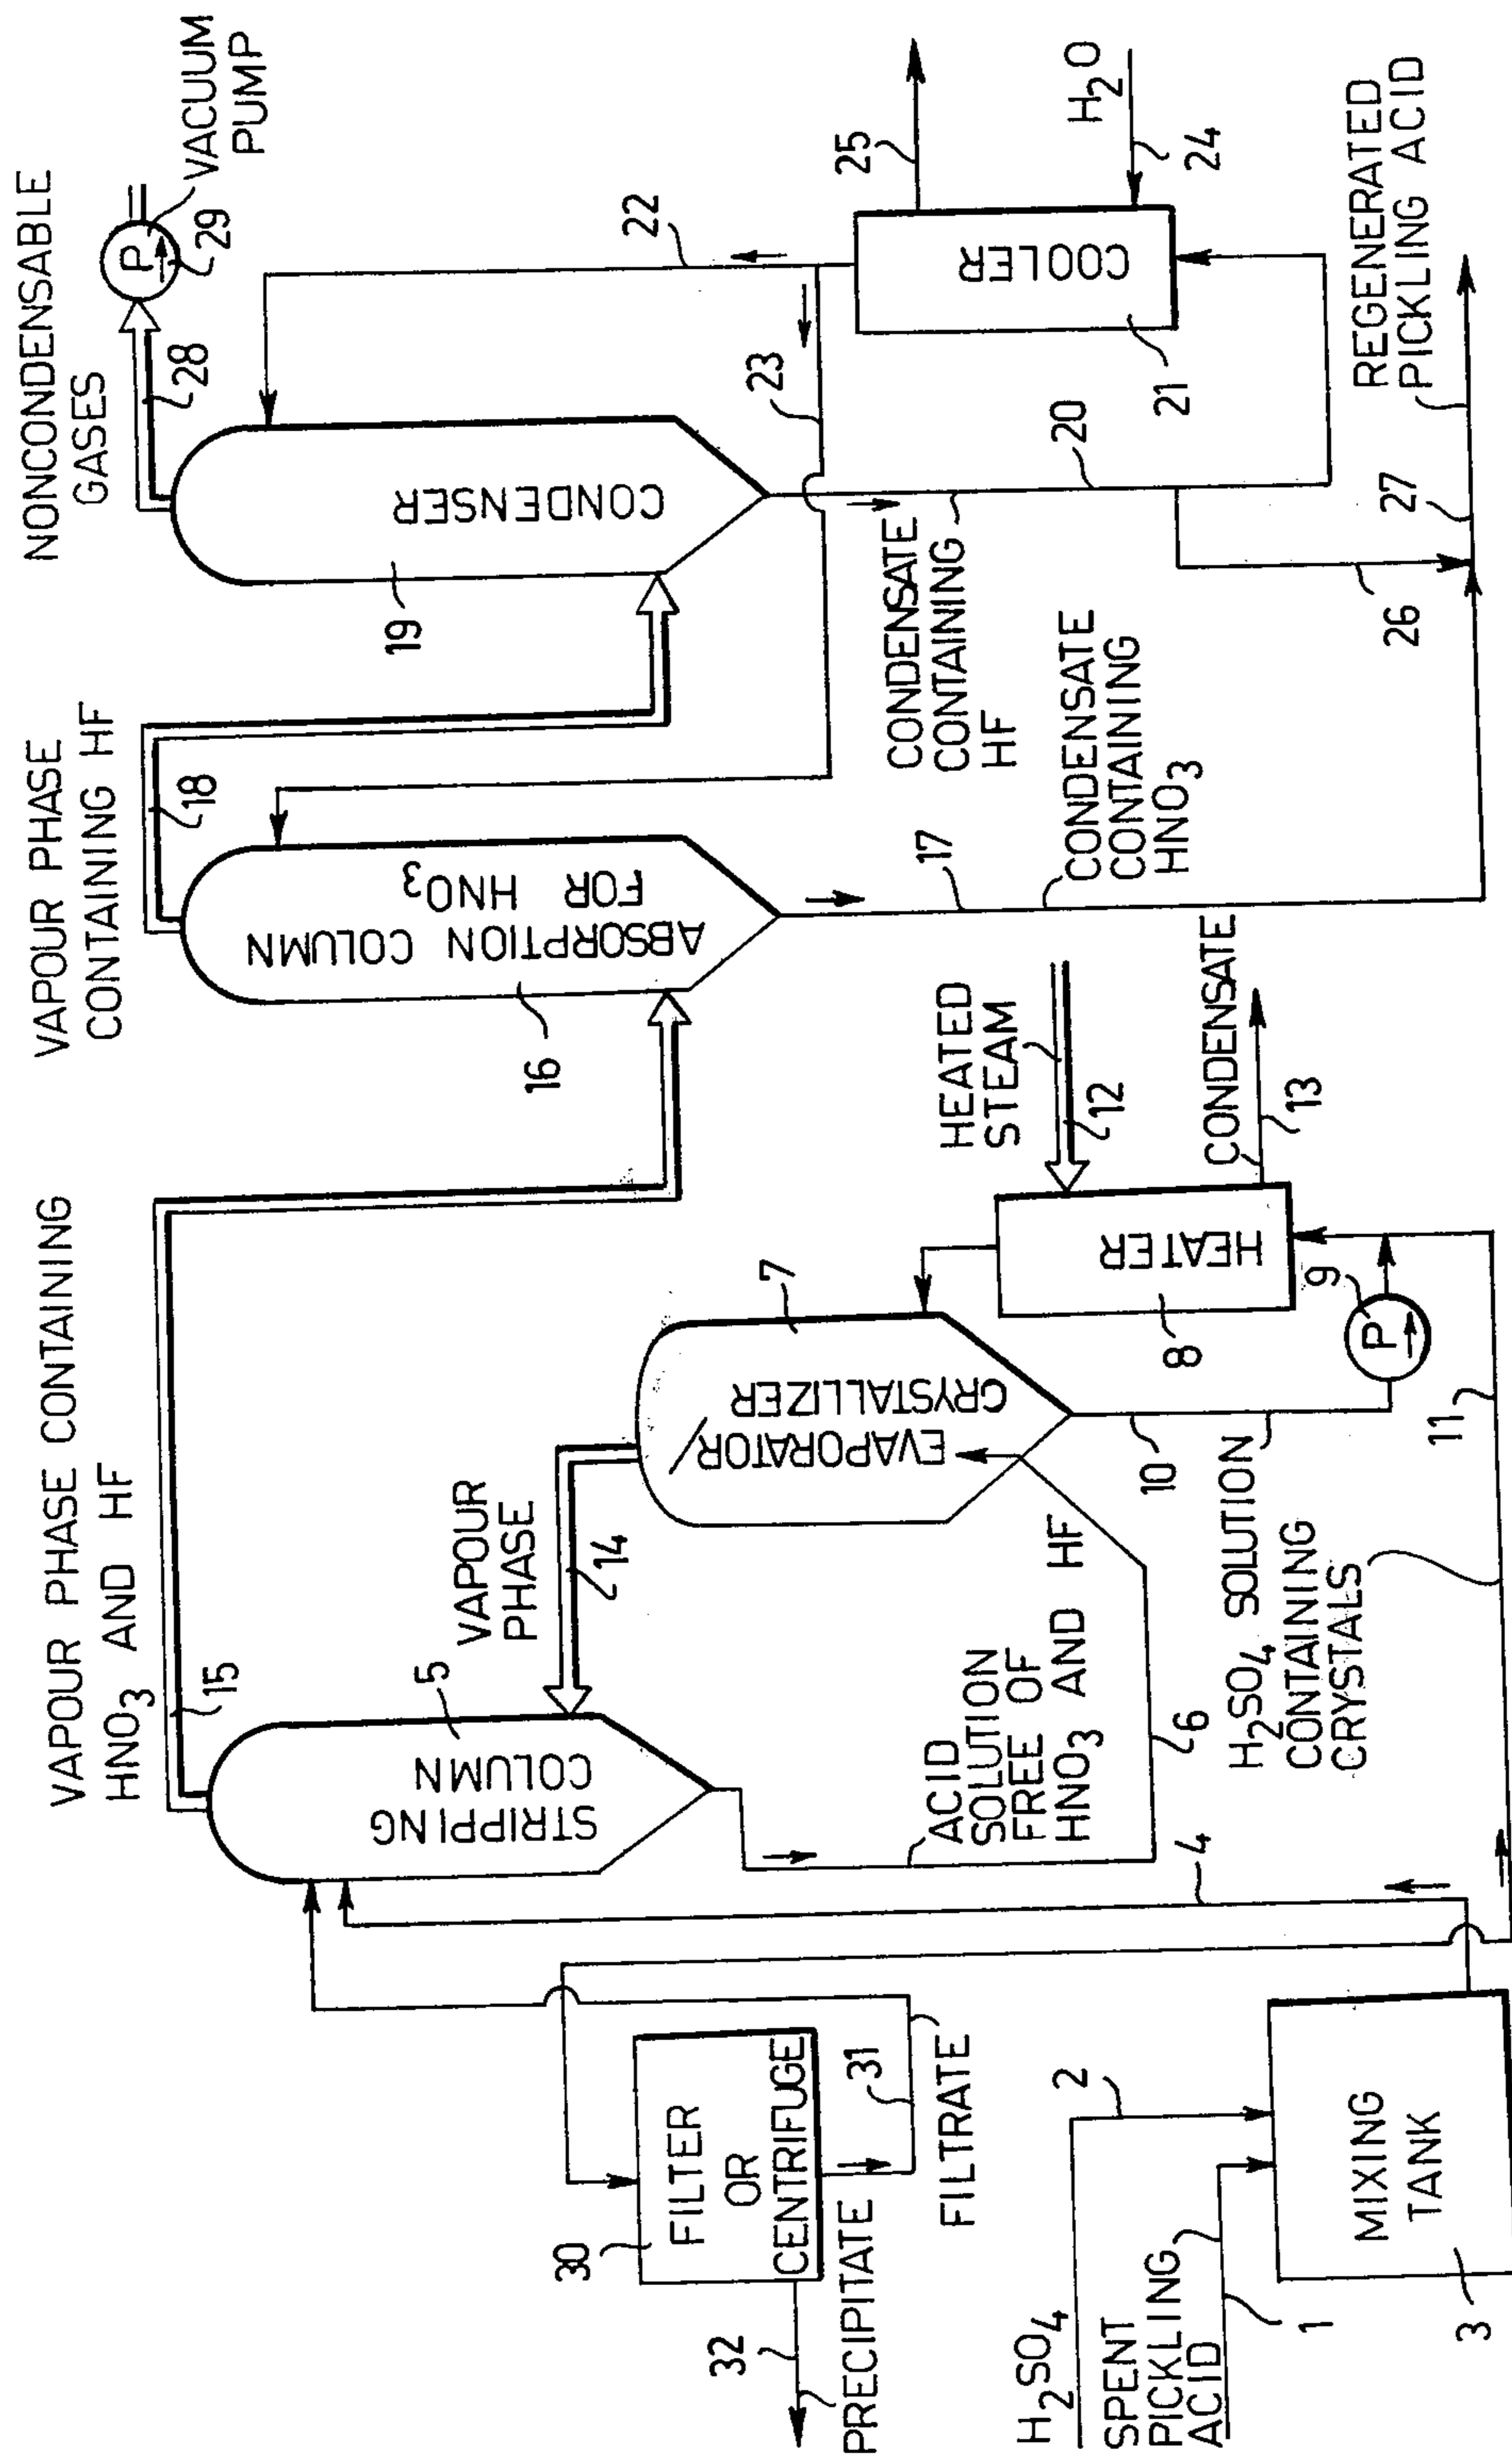 VAPOUR PHASE CONTAINING
HNO3 AND HF
15
VAPOUR PHASE
CONTAINING HF
18
NONCONDENSABLE
GASES
28
P
29
VACUUM
PUMP
STRIPPING
COLUMN
5
VAPOUR
PHASE
14
EVAPORATOR/
CRYSTALLIZER
7
ABSORPTION COLUMN
FOR HNO3
16
CONDENSER
19
22
23
COOLER
21
25
H2O
24
20
CONDENSATE
CONTAINING
HF
17
CONDENSATE
CONTAINING
HNO3
26
27
REGENERATED
PICKLING ACID
HEATED
STEAM
12
CONDENSATE
13
HEATER
8
9
P
10
H2SO4 SOLUTION
CONTAINING
CRYSTALS
11
ACID
SOLUTION
FREE OF
HNO3 AND HF
6
4
FILTER
OR
CENTRIFUGE
30
31
FILTRATE
32
PRECIPITATE
H2SO4
2
SPENT
PICKLING
ACID
1
MIXING
TANK
3